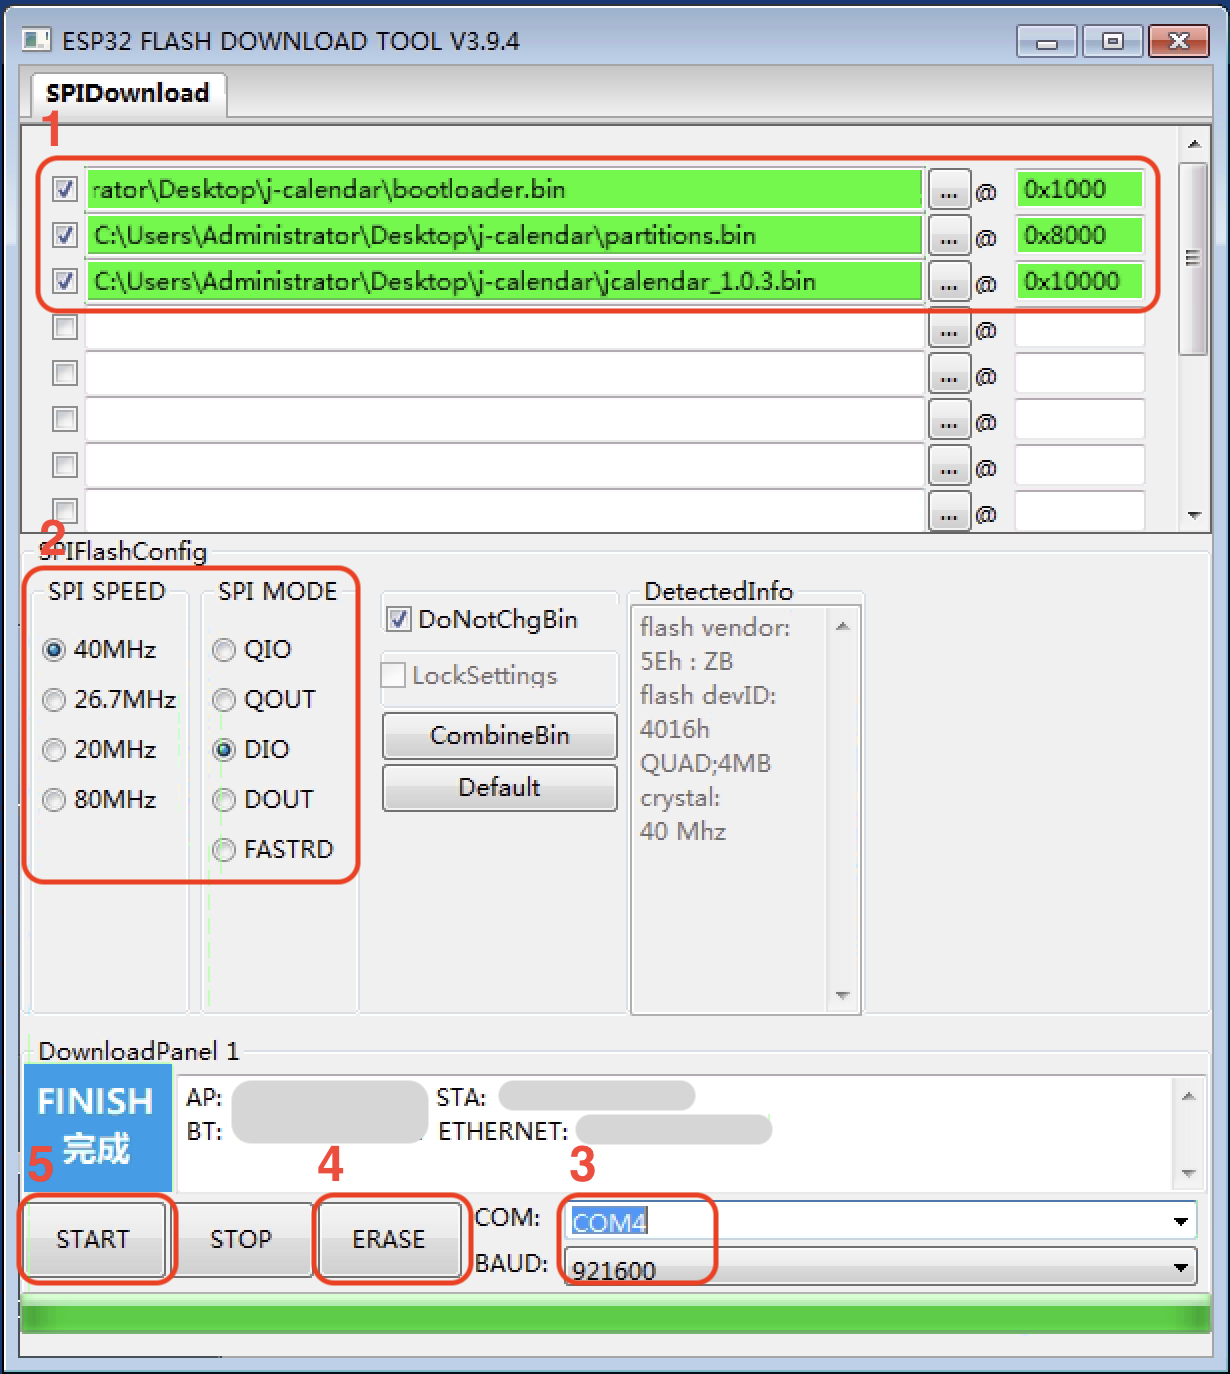 ESP32 FLASH DOWNLOAD TOOL V3.9.4
SPIDownload
1
rator\Desktop\j-calendar\bootloader.bin ... @ 0x1000
C:\Users\Administrator\Desktop\j-calendar\partitions.bin ... @ 0x8000
C:\Users\Administrator\Desktop\j-calendar\jcalendar_1.0.3.bin ... @ 0x10000
... @
... @
... @
... @
... @
2
SPIFlashConfig
SPI SPEED
40MHz
26.7MHz
20MHz
80MHz
SPI MODE
QIO
QOUT
DIO
DOUT
FASTRD
DoNotChgBin
LockSettings
CombineBin
Default
DetectedInfo
flash vendor:
5Eh : ZB
flash devID:
4016h
QUAD;4MB
crystal:
40 Mhz
DownloadPanel 1
FINISH
完成
AP: STA:
BT: ETHERNET:
5 4 3
START STOP ERASE
COM: COM4
BAUD: 921600